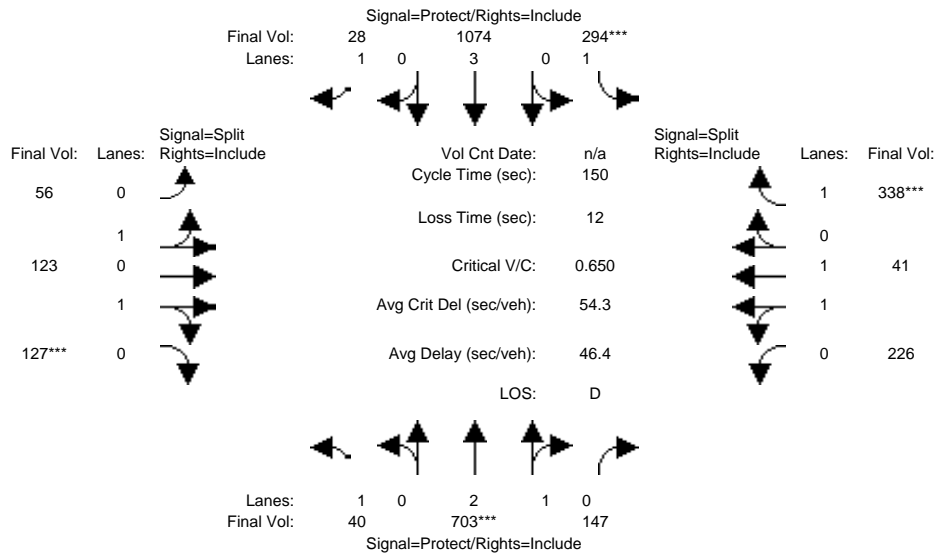 Signal=Protect/Rights=Include
Final Vol: 28 1074 294***
Lanes: 1 0 3 0 1
Signal=Split Signal=Split
Final Vol: Lanes: Rights=Include Vol Cnt Date: n/a Rights=Include Lanes: Final Vol:
Cycle Time (sec): 150
56 0 1 338***
Loss Time (sec): 12
1 0
123 0 Critical V/C: 0.650 1 41
1 Avg Crit Del (sec/veh): 54.3 1
127*** 0 Avg Delay (sec/veh): 46.4 0 226
LOS: D
Lanes: 1 0 2 1 0
Final Vol: 40 703*** 147
Signal=Protect/Rights=Include